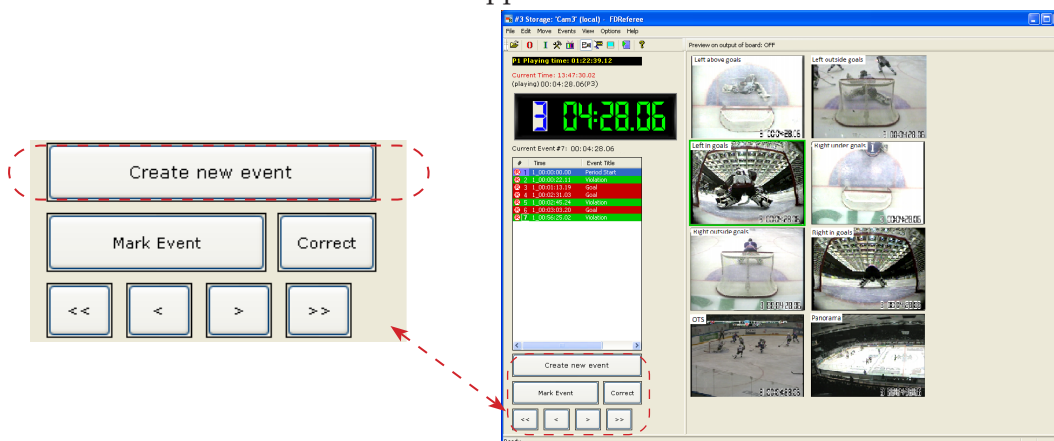 Create new event
Mark Event
Correct
<<
<
>
>>
#3 Storage: 'Cam3' (local) - FDReferee
File Edit Move Events View Options Help
Preview on output of board: OFF
P1 Playing time: 01:22:39.12
Current Time: 13:47:30.02
(playing) 00:04:28.06(P3)
3 04:28.06
Current Event #7: 00:04:28.06
# Time Event Title
1 1_00:00:00.00 Period Start
2 1_00:00:22.11 Violation
3 1_00:01:13.19 Goal
4 1_00:02:31.03 Goal
5 1_00:02:45.24 Violation
6 1_00:03:03.20 Goal
7 1_00:56:25.02 Violation
Create new event
Mark Event
Correct
<<
<
>
>>
Left above goals
Left outside goals
Left in goals
Right under goals
Right outside goals
Right in goals
OTS
Panorama